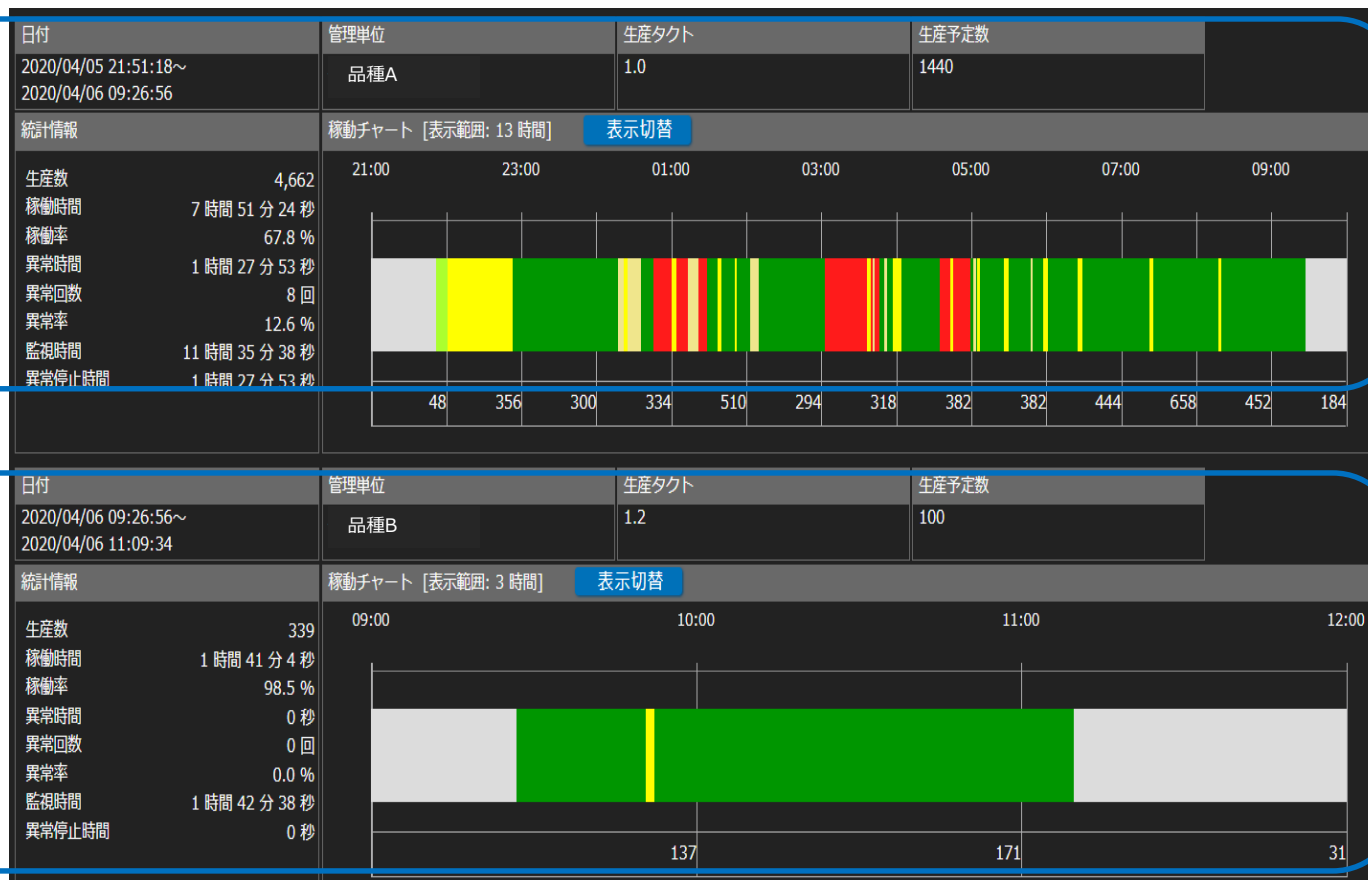 日付 管理単位 生産タクト 生産予定数
2020/04/05 21:51:18～ 品種A 1.0 1440
2020/04/06 09:26:56
統計情報 稼動チャート [表示範囲: 13 時間] 表示切替
21:00 23:00 01:00 03:00 05:00 07:00 09:00
生産数 4,662
稼働時間 7 時間 51 分 24 秒
稼働率 67.8 %
異常時間 1 時間 27 分 53 秒
異常回数 8 回
異常率 12.6 %
監視時間 11 時間 35 分 38 秒
異常停止時間 1 時間 27 分 53 秒
48 356 300 334 510 294 318 382 382 444 658 452 184
日付 管理単位 生産タクト 生産予定数
2020/04/06 09:26:56～ 品種B 1.2 100
2020/04/06 11:09:34
統計情報 稼動チャート [表示範囲: 3 時間] 表示切替
09:00 10:00 11:00 12:00
生産数 339
稼働時間 1 時間 41 分 4 秒
稼働率 98.5 %
異常時間 0 秒
異常回数 0 回
異常率 0.0 %
監視時間 1 時間 42 分 38 秒
異常停止時間 0 秒
137 171 31